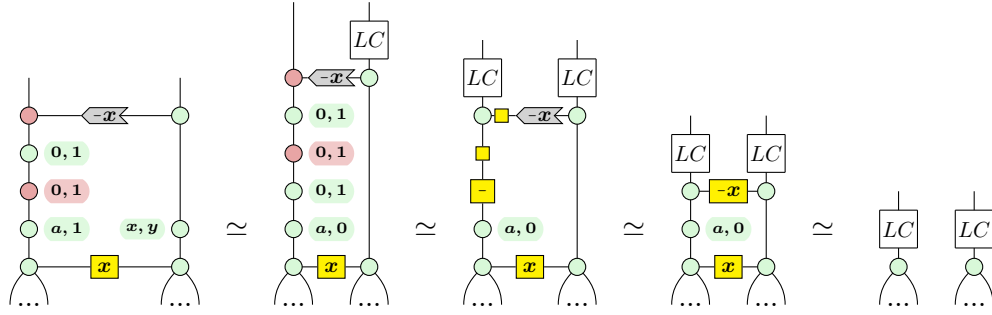 LC
-x
LC
LC
-x
0, 1
0, 1
-x
LC
LC
0, 1
0, 1
0, 1
-
-x
LC
LC
a, 1
x, y
≃
a, 0
≃
a, 0
≃
a, 0
≃
x
x
x
x
... ... ... ... ... ... ... ... ... ...